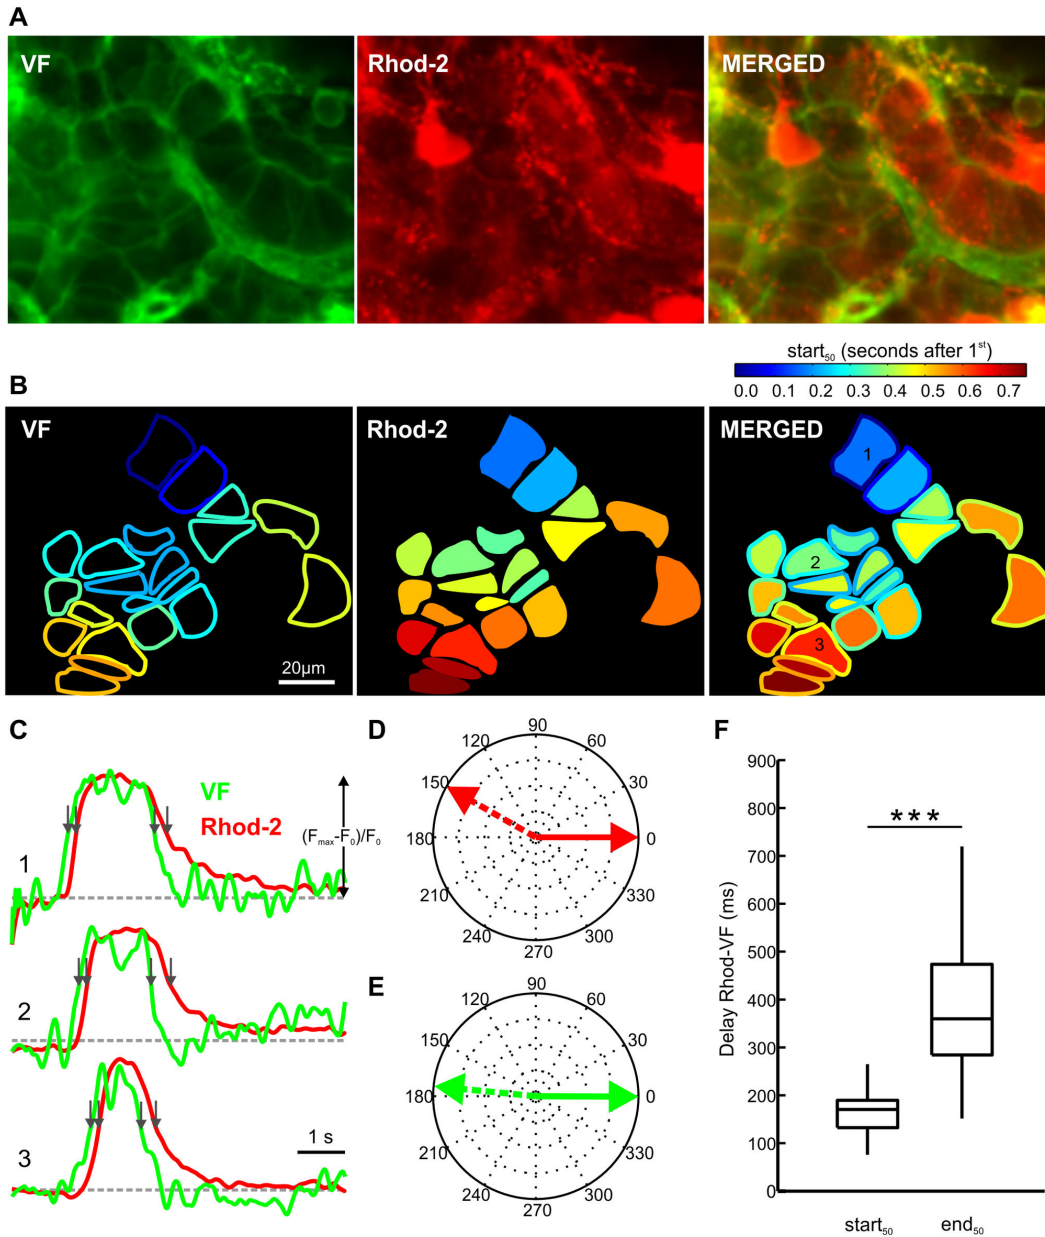 A
VF
Rhod-2
MERGED
start50 (seconds after 1st)
0.0 0.1 0.2 0.3 0.4 0.5 0.6 0.7
B
VF
Rhod-2
MERGED
1
2
3
20µm
C
VF
Rhod-2
(Fmax-F0)/F0
1
2
3
1 s
D
90
120 60
150 30
180 0
210 330
240 300
270
E
90
120 60
150 30
180 0
210 330
240 300
270
F
Delay Rhod-VF (ms)
900
800
700
600
500
400
300
200
100
0
***
start50 end50